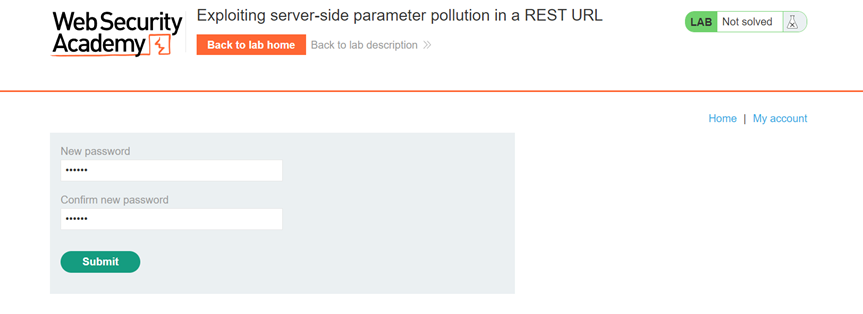 Web Security
Academy
Exploiting server-side parameter pollution in a REST URL
LAB Not solved
Back to lab home Back to lab description
Home | My account
New password
••••••
Confirm new password
••••••
Submit